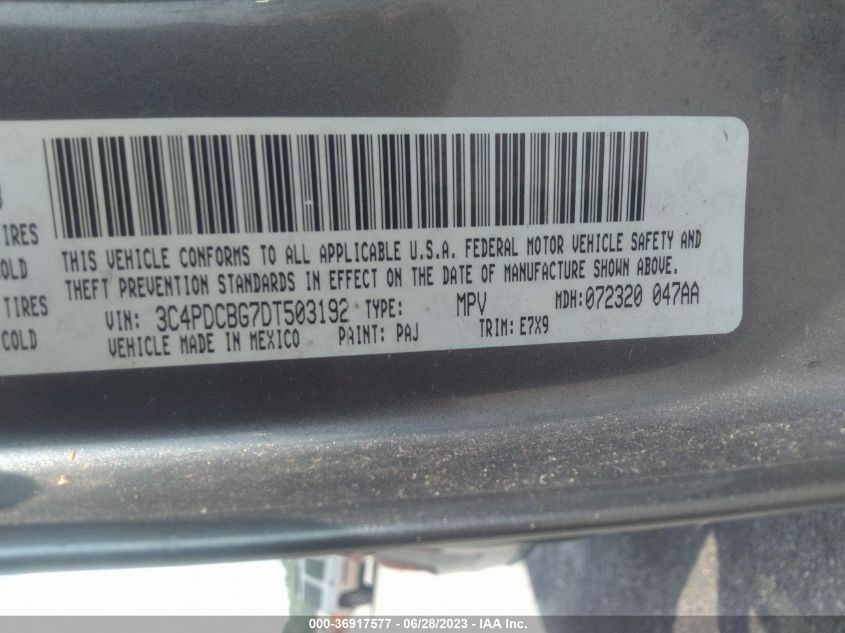 IRES
THIS VEHICLE CONFORMS TO ALL APPLICABLE U.S.A. FEDERAL MOTOR VEHICLE SAFETY AND
OLD
THEFT PREVENTION STANDARDS IN EFFECT ON THE DATE OF MANUFACTURE SHOWN ABOVE.
TIRES
VIN: 3C4PDCBG7DT503192 TYPE: MPV MDH:072320 047AA
COLD
VEHICLE MADE IN MEXICO PAINT: PAJ TRIM: E7X9
000-36917577 - 06/28/2023 - IAA Inc.